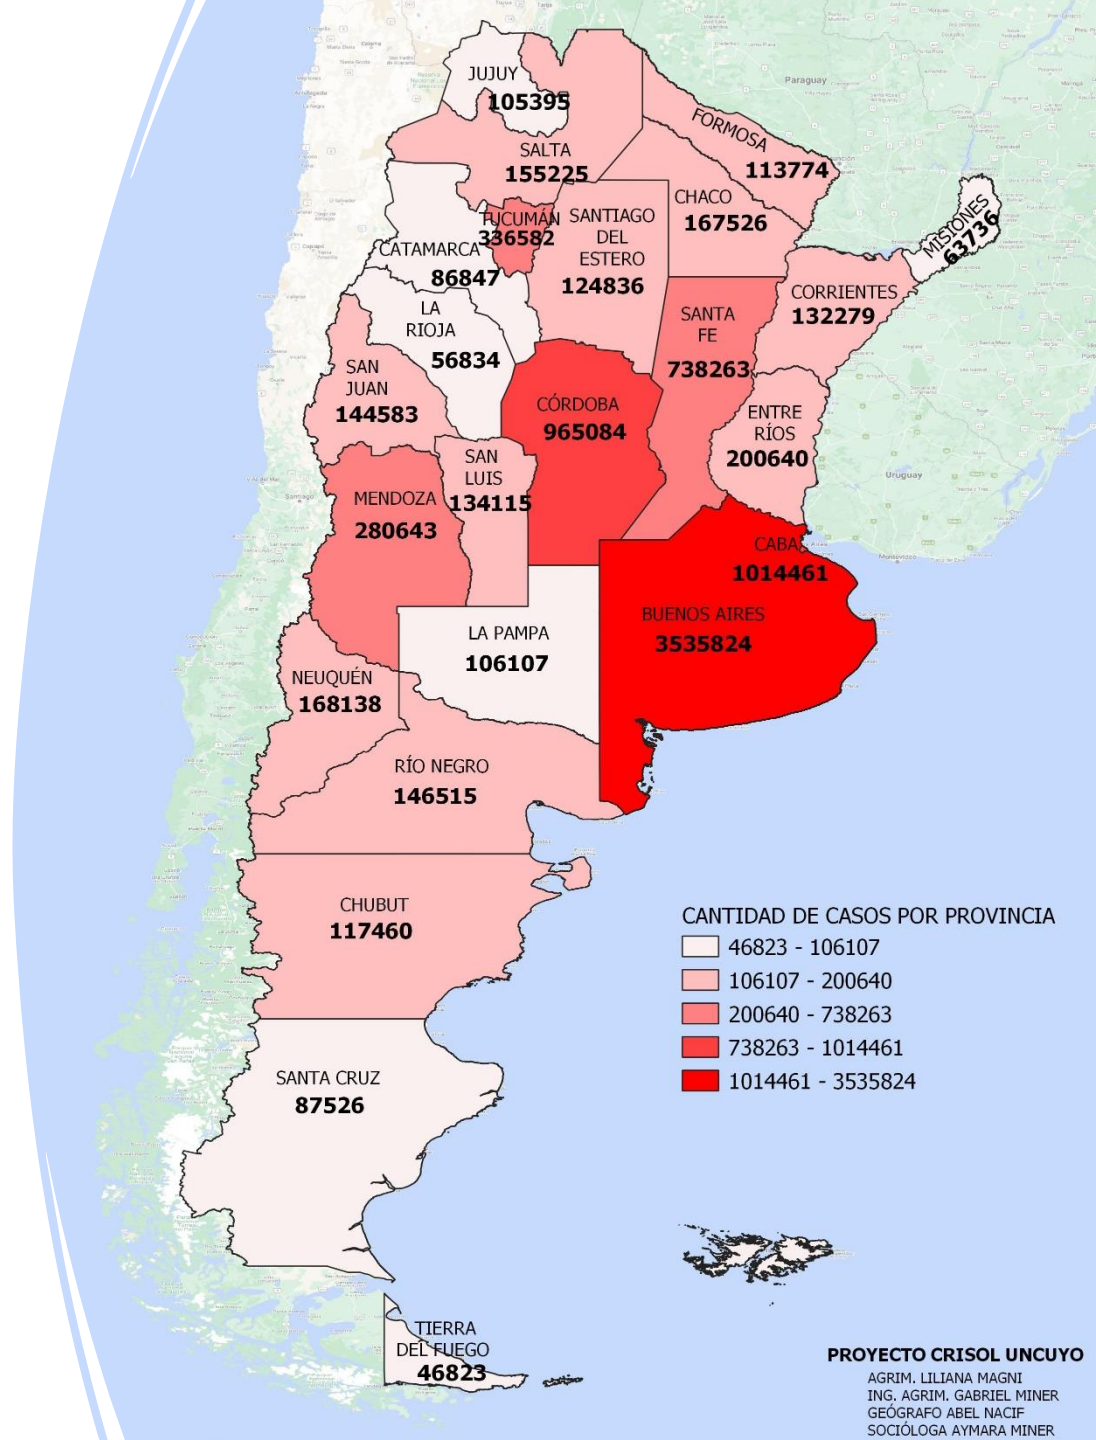 JUJUY
105395
FORMOSA
113774
SALTA
155225
CHACO
167526
MISIONES
63736
TUCUMÁN
336582
SANTIAGO
DEL
ESTERO
124836
CATAMARCA
86847
CORRIENTES
132279
LA
RIOJA
56834
SANTA
FE
738263
SAN
JUAN
144583
CÓRDOBA
965084
ENTRE
RÍOS
200640
SAN
LUIS
134115
MENDOZA
280643
CABA
1014461
BUENOS AIRES
3535824
LA PAMPA
106107
NEUQUÉN
168138
RÍO NEGRO
146515
CHUBUT
117460
SANTA CRUZ
87526
TIERRA
DEL FUEGO
46823
Paraguay
Uruguay
Santiago
Montevideo
CANTIDAD DE CASOS POR PROVINCIA
46823 - 106107
106107 - 200640
200640 - 738263
738263 - 1014461
1014461 - 3535824
PROYECTO CRISOL UNCUYO
AGRIM. LILIANA MAGNI
ING. AGRIM. GABRIEL MINER
GEÓGRAFO ABEL NACIF
SOCIÓLOGA AYMARA MINER